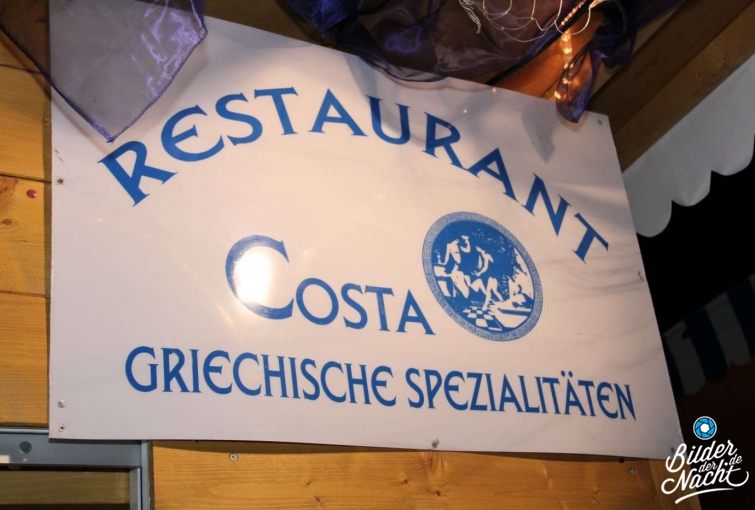 RESTAURANT
COSTA
GRIECHISCHE SPEZIALITÄTEN
Bilder
der .de
Nacht